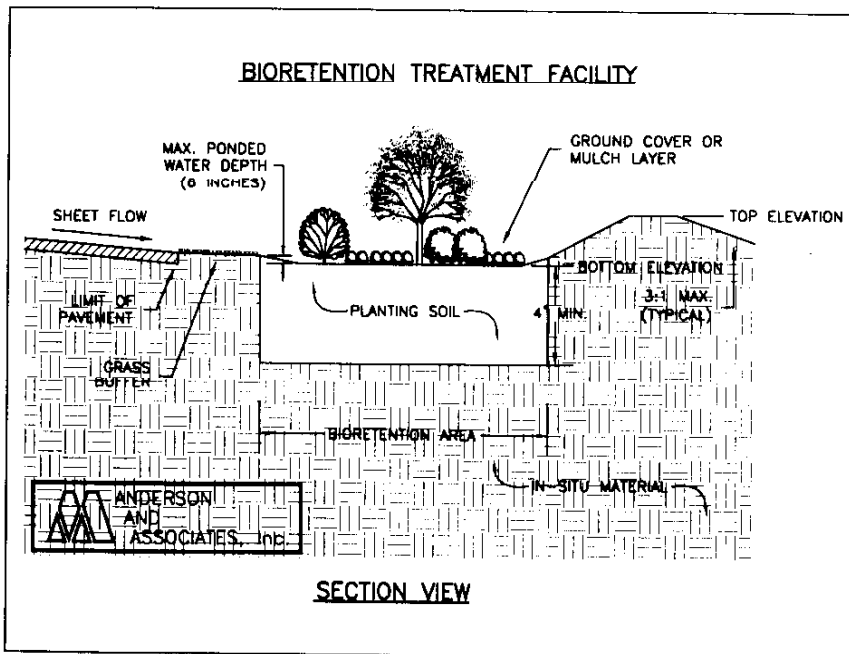 BIORETENTION TREATMENT FACILITY
MAX. PONDED
WATER DEPTH
(6 INCHES)
GROUND COVER OR
MULCH LAYER
SHEET FLOW
TOP ELEVATION
BOTTOM ELEVATION
LIMIT OF
PAVEMENT
PLANTING SOIL
4' MIN.
3:1 MAX.
(TYPICAL)
GRASS
BUFFER
BIORETENTION AREA
IN-SITU MATERIAL
ANDERSON
AND
ASSOCIATES, Inc.
SECTION VIEW